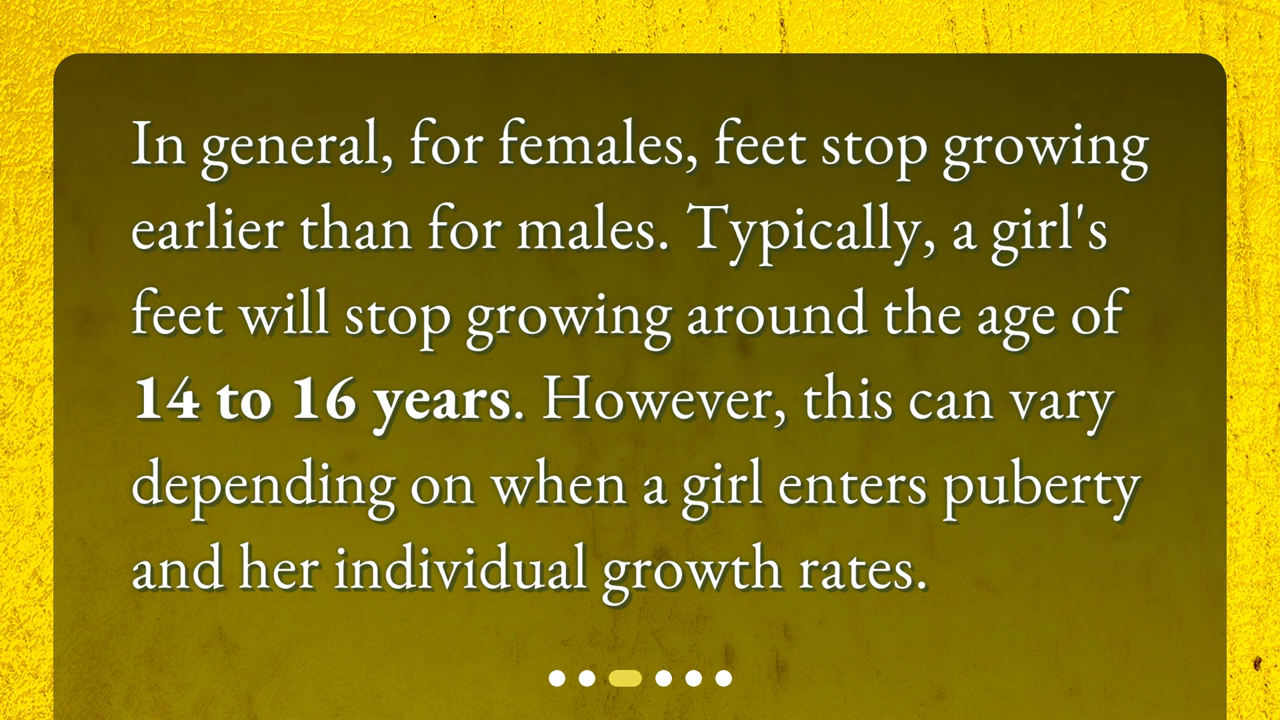 In general, for females, feet stop growing
earlier than for males. Typically, a girl's
feet will stop growing around the age of
14 to 16 years. However, this can vary
depending on when a girl enters puberty
and her individual growth rates.